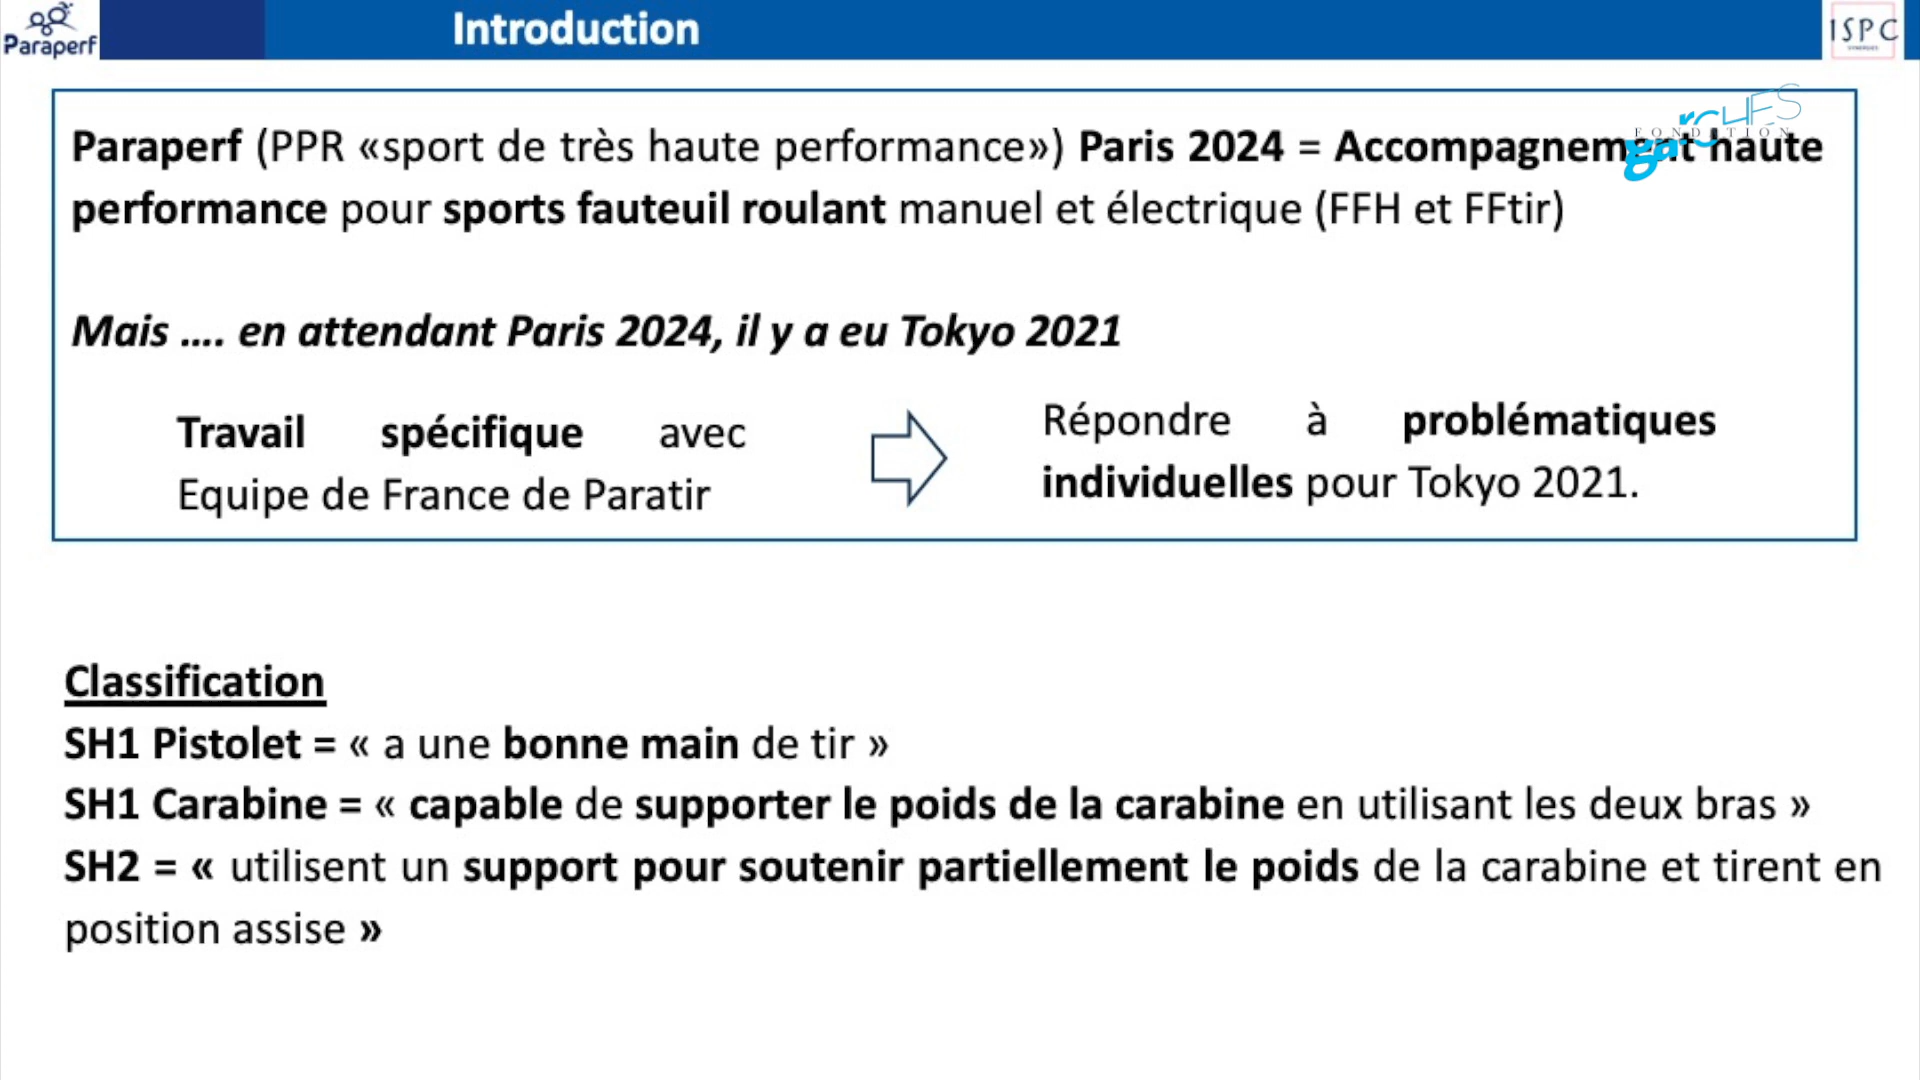 Paraperf
Introduction
ISPC
SYNERGIES
garches
FONDATION
Paraperf (PPR «sport de très haute performance») Paris 2024 = Accompagnement haute
performance pour sports fauteuil roulant manuel et électrique (FFH et FFtir)
Mais .... en attendant Paris 2024, il y a eu Tokyo 2021
Travail spécifique avec
Equipe de France de Paratir
Répondre à problématiques
individuelles pour Tokyo 2021.
Classification
SH1 Pistolet = « a une bonne main de tir »
SH1 Carabine = « capable de supporter le poids de la carabine en utilisant les deux bras »
SH2 = « utilisent un support pour soutenir partiellement le poids de la carabine et tirent en
position assise »